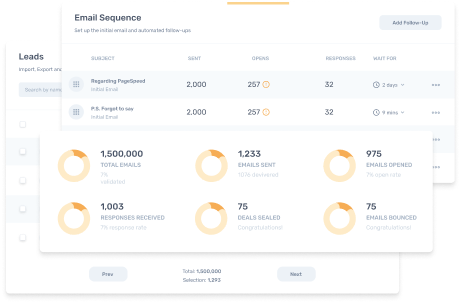 Email Sequence
Set up the initial email and automated follow-ups
Add Follow-Up
SUBJECT SENT OPENS RESPONSES WAIT FOR
Regarding PageSpeed
Initial Email
2,000 257 32 2 days
P.S. Forgot to say
Initial Email
2,000 257 32 9 mins
Leads
Import, Export and
Search by name
1,500,000
TOTAL EMAILS
7%
validated
1,233
EMAILS SENT
1018 delivered
975
EMAILS OPENED
7% open rate
1,003
RESPONSES RECEIVED
7% response rate
75
DEALS SEALED
Congratulations!
75
EMAILS BOUNCED
Congratulations!
Prev
Total: 1,500,000
Selection: 1,293
Next